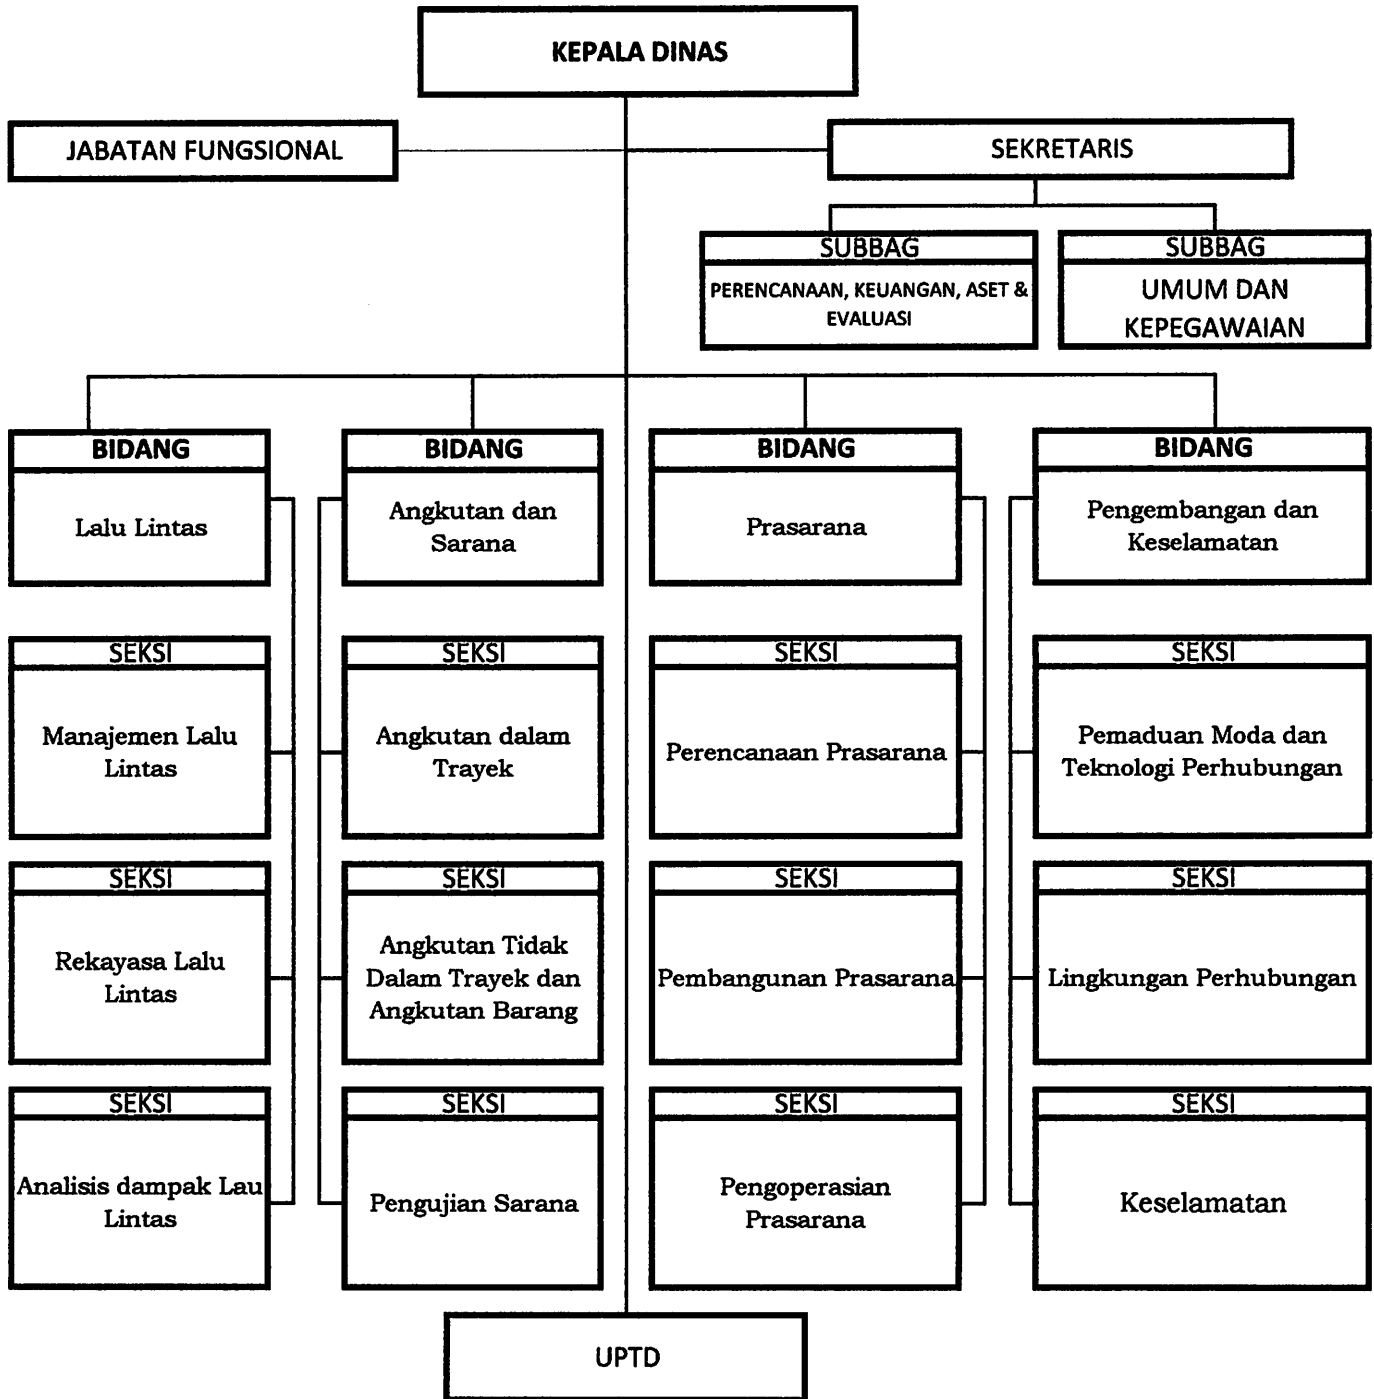 KEPALA DINAS
JABATAN FUNGSIONAL
SEKRETARIS
SUBBAG
PERENCANAAN, KEUANGAN, ASET &
EVALUASI
SUBBAG
UMUM DAN
KEPEGAWAIAN
BIDANG
Lalu Lintas
BIDANG
Angkutan dan
Sarana
BIDANG
Prasarana
BIDANG
Pengembangan dan
Keselamatan
SEKSI
Manajemen Lalu
Lintas
SEKSI
Angkutan dalam
Trayek
SEKSI
Perencanaan Prasarana
SEKSI
Pemaduan Moda dan
Teknologi Perhubungan
SEKSI
Rekayasa Lalu
Lintas
SEKSI
Angkutan Tidak
Dalam Trayek dan
Angkutan Barang
SEKSI
Pembangunan Prasarana
SEKSI
Lingkungan Perhubungan
SEKSI
Analisis dampak Lau
Lintas
SEKSI
Pengujian Sarana
SEKSI
Pengoperasian
Prasarana
SEKSI
Keselamatan
UPTD